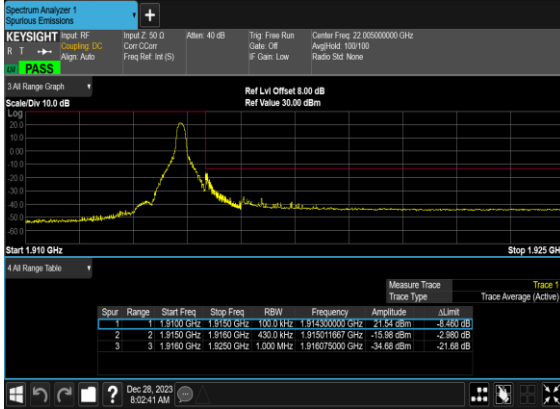 Spectrum Analyzer 1
Spurious Emissions
+
KEYSIGHT Input: RF Input Z: 50 Ω Atten: 40 dB Trig: Free Run Center Freq: 22.005000000 GHz
R T Coupling: DC Corr CCorr Gate: Off Avg|Hold: 100/100
Align: Auto Freq Ref: Int (S) IF Gain: Low Radio Std: None
PASS
3 All Range Graph
Ref Lvl Offset 8.00 dB
Scale/Div 10.0 dB Ref Value 30.00 dBm
Log
20.0
10.0
0.00
-10.0
-20.0
-30.0
-40.0
-50.0
-60.0
Start 1.910 GHz Stop 1.925 GH
4 All Range Table
Measure Trace Trace 1
Trace Type Trace Average (Active)
Spur Range Start Freq Stop Freq RBW Frequency Amplitude ΔLimit
1 1 1.9100 GHz 1.9150 GHz 100.0 kHz 1.914300000 GHz 21.54 dBm -8.460 dB
2 2 1.9150 GHz 1.9160 GHz 430.0 kHz 1.915011667 GHz -15.98 dBm -2.980 dB
3 3 1.9160 GHz 1.9250 GHz 1.000 MHz 1.916075000 GHz -34.68 dBm -21.68 dB
? Dec 28, 2023
8:02:41 AM